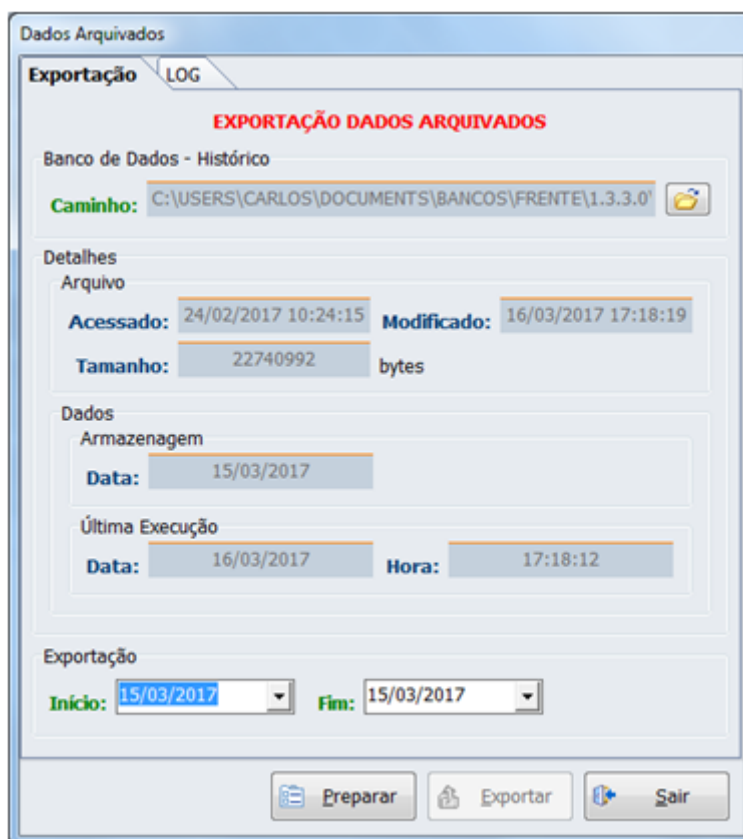 Dados Arquivados
Exportação LOG
EXPORTAÇÃO DADOS ARQUIVADOS
Banco de Dados - Histórico
Caminho: C:\USERS\CARLOS\DOCUMENTS\BANCOS\FRENTE\1.3.3.0
Detalhes
Arquivo
Acessado: 24/02/2017 10:24:15 Modificado: 16/03/2017 17:18:19
Tamanho: 22740992 bytes
Dados
Armazenagem
Data: 15/03/2017
Última Execução
Data: 16/03/2017 Hora: 17:18:12
Exportação
Início: 15/03/2017 Fim: 15/03/2017
Preparar Exportar Sair